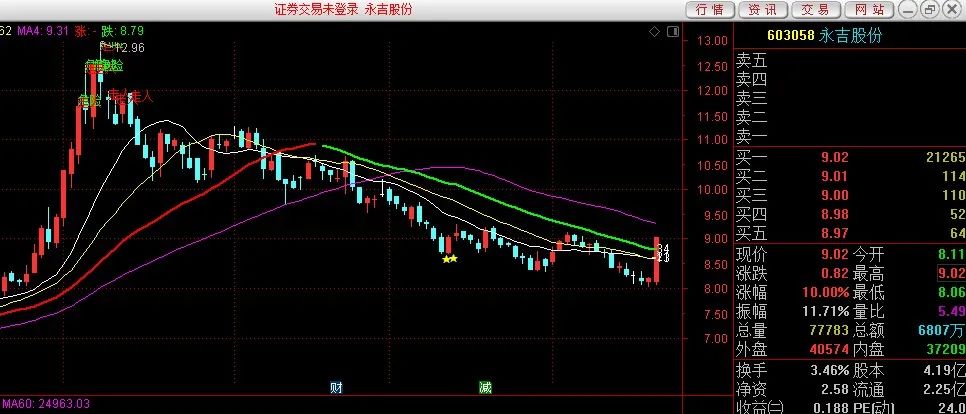 证券交易未登录 永吉股份
行情 资讯 交易 网站
62 MA4: 9.31 涨: - 跌: 8.79
12.96
危险
走人
13.00
12.50
12.00
11.50
11.00
10.50
10.00
9.50
9.00
8.50
8.00
7.50
7.00
34
财
减
MA60: 24963.03
603058 永吉股份
卖五
卖四
卖三
卖二
卖一
买一 9.02 21265
买二 9.01 114
买三 9.00 110
买四 8.98 52
买五 8.97 64
现价 9.02 今开 8.11
涨跌 0.82 最高 9.02
涨幅 10.00% 最低 8.06
振幅 11.71% 量比 5.49
总量 77783 总额 6807万
外盘 40574 内盘 37209
换手 3.46% 股本 4.19亿
净资 2.58 流通 2.25亿
收益㈢ 0.188 PE(动) 24.0